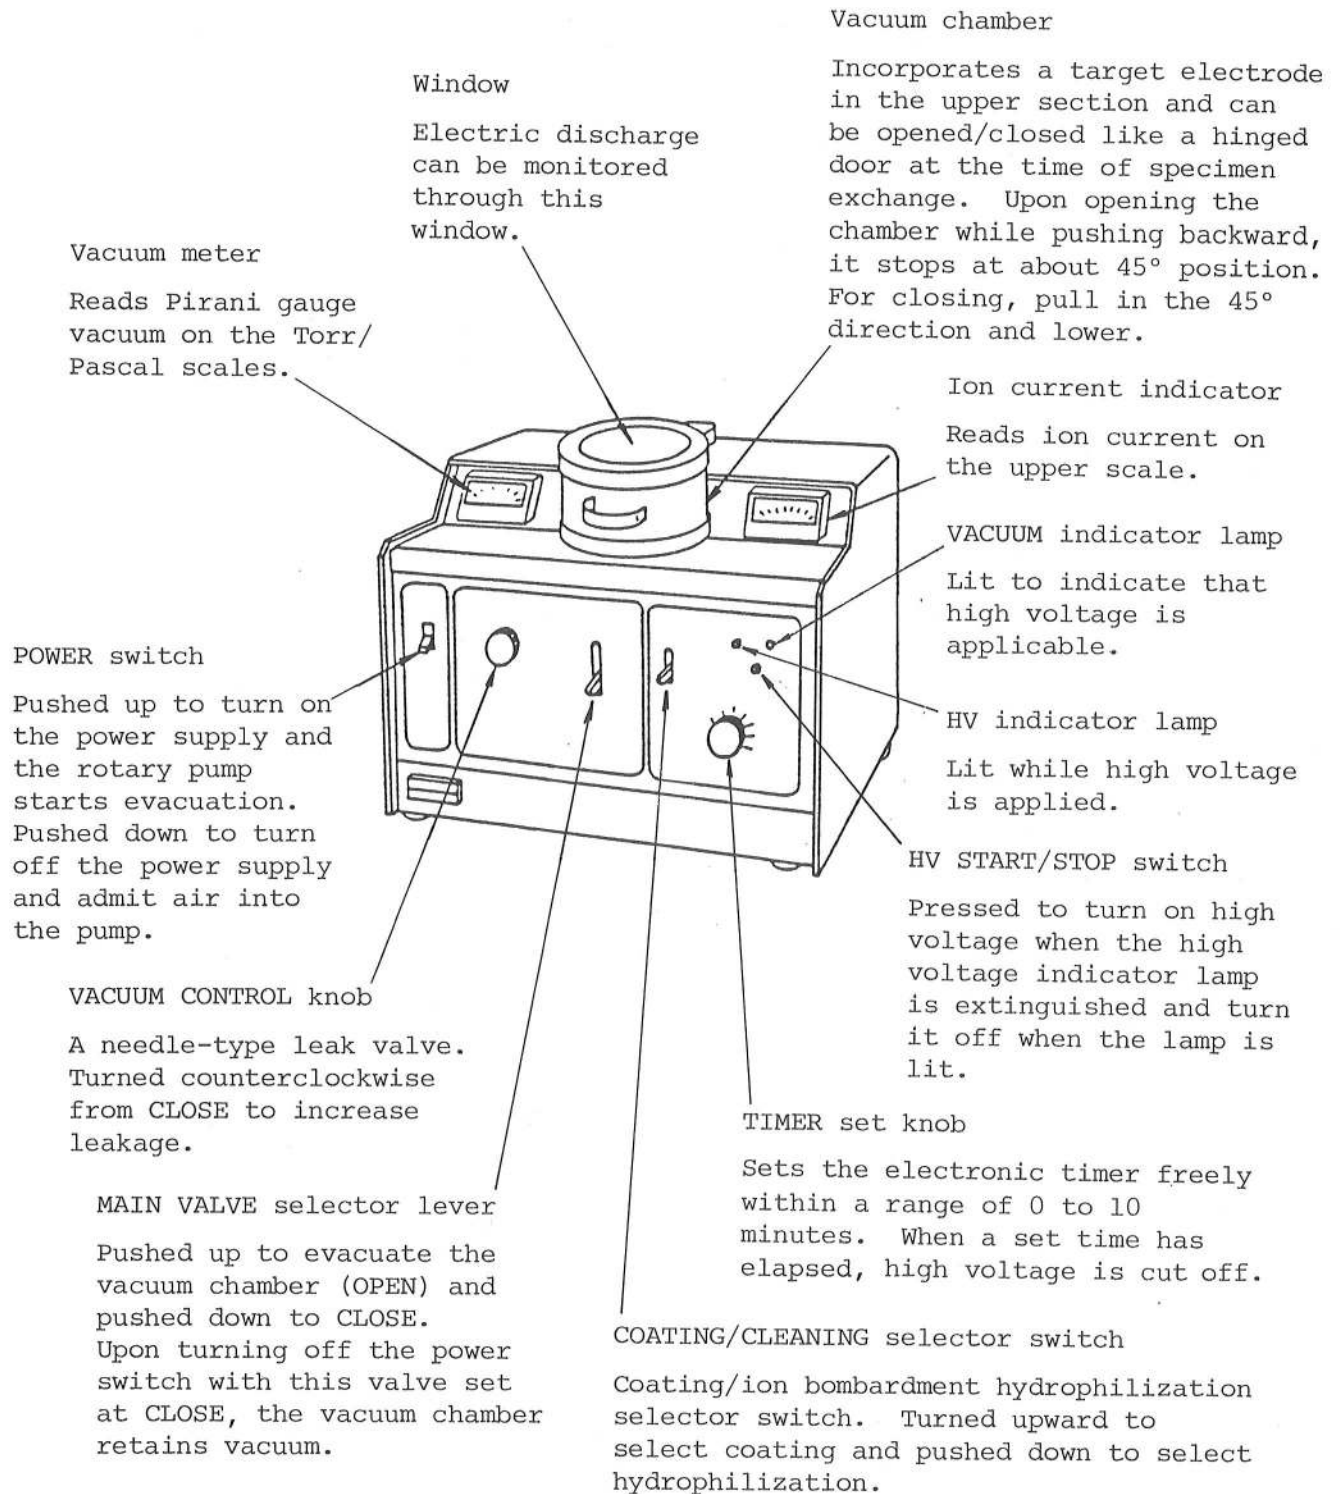 Vacuum chamber
Incorporates a target electrode
in the upper section and can
be opened/closed like a hinged
door at the time of specimen
exchange. Upon opening the
chamber while pushing backward,
it stops at about 45° position.
For closing, pull in the 45°
direction and lower.
Window
Electric discharge
can be monitored
through this
window.
Vacuum meter
Reads Pirani gauge
vacuum on the Torr/
Pascal scales.
Ion current indicator
Reads ion current on
the upper scale.
VACUUM indicator lamp
Lit to indicate that
high voltage is
applicable.
HV indicator lamp
Lit while high voltage
is applied.
HV START/STOP switch
Pressed to turn on high
voltage when the high
voltage indicator lamp
is extinguished and turn
it off when the lamp is
lit.
POWER switch
Pushed up to turn on
the power supply and
the rotary pump
starts evacuation.
Pushed down to turn
off the power supply
and admit air into
the pump.
VACUUM CONTROL knob
A needle-type leak valve.
Turned counterclockwise
from CLOSE to increase
leakage.
MAIN VALVE selector lever
Pushed up to evacuate the
vacuum chamber (OPEN) and
pushed down to CLOSE.
Upon turning off the power
switch with this valve set
at CLOSE, the vacuum chamber
retains vacuum.
TIMER set knob
Sets the electronic timer freely
within a range of 0 to 10
minutes. When a set time has
elapsed, high voltage is cut off.
COATING/CLEANING selector switch
Coating/ion bombardment hydrophilization
selector switch. Turned upward to
select coating and pushed down to select
hydrophilization.